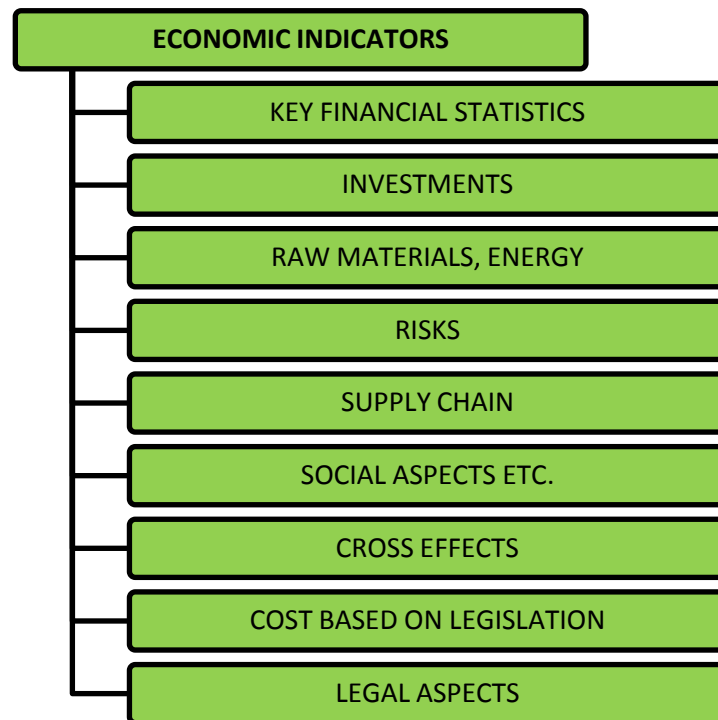 ECONOMIC INDICATORS
KEY FINANCIAL STATISTICS
INVESTMENTS
RAW MATERIALS, ENERGY
RISKS
SUPPLY CHAIN
SOCIAL ASPECTS ETC.
CROSS EFFECTS
COST BASED ON LEGISLATION
LEGAL ASPECTS